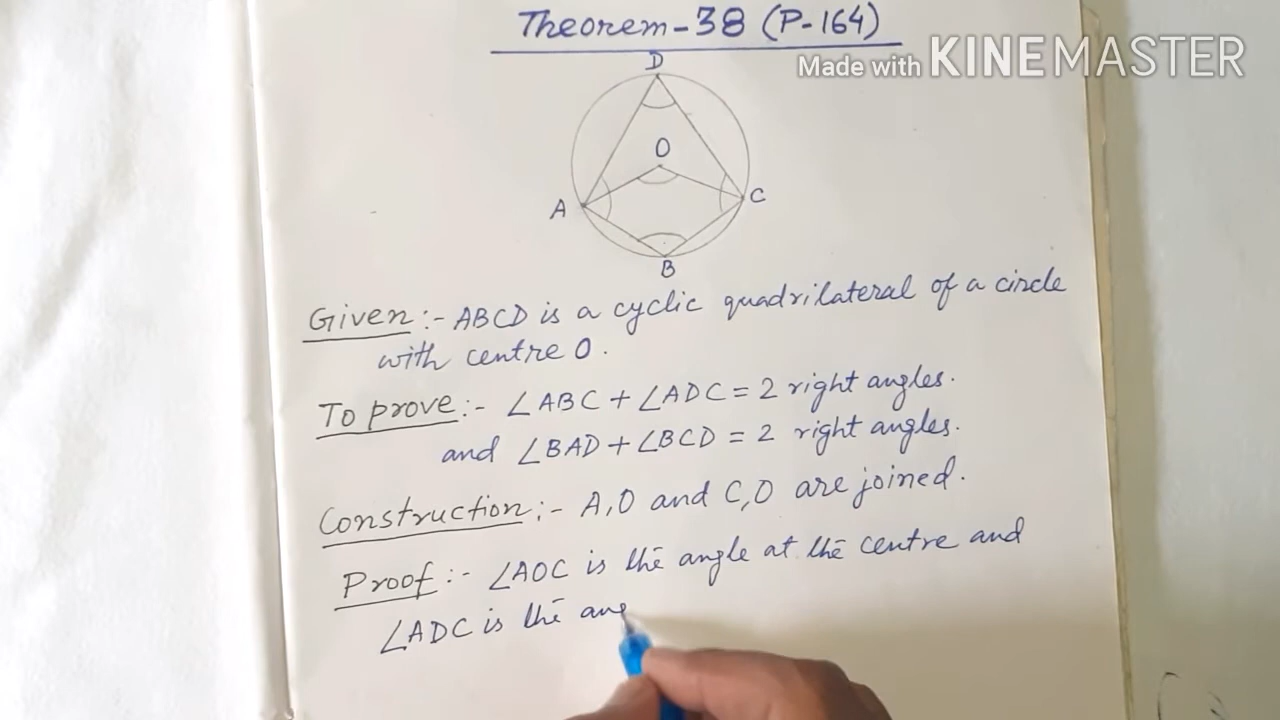 Theorem-38 (P-164)
Made with KINEMASTER
D
O
A
C
B
Given:- ABCD is a cyclic quadrilateral of a circle
with centre O.
To prove:- ∠ABC + ∠ADC = 2 right angles.
and ∠BAD + ∠BCD = 2 right angles.
Construction:- A,O and C,O are joined.
Proof:- ∠AOC is the angle at the centre and
∠ADC is the ang